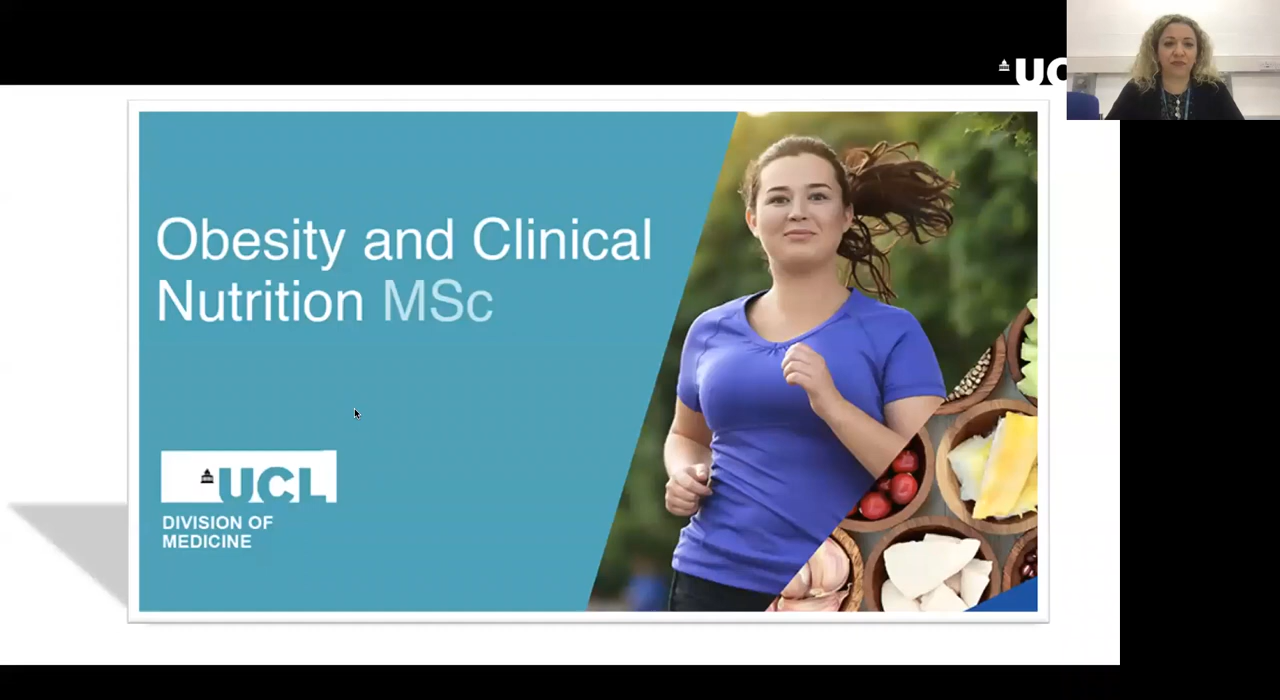 Obesity and Clinical
Nutrition MSc
UCL
DIVISION OF
MEDICINE